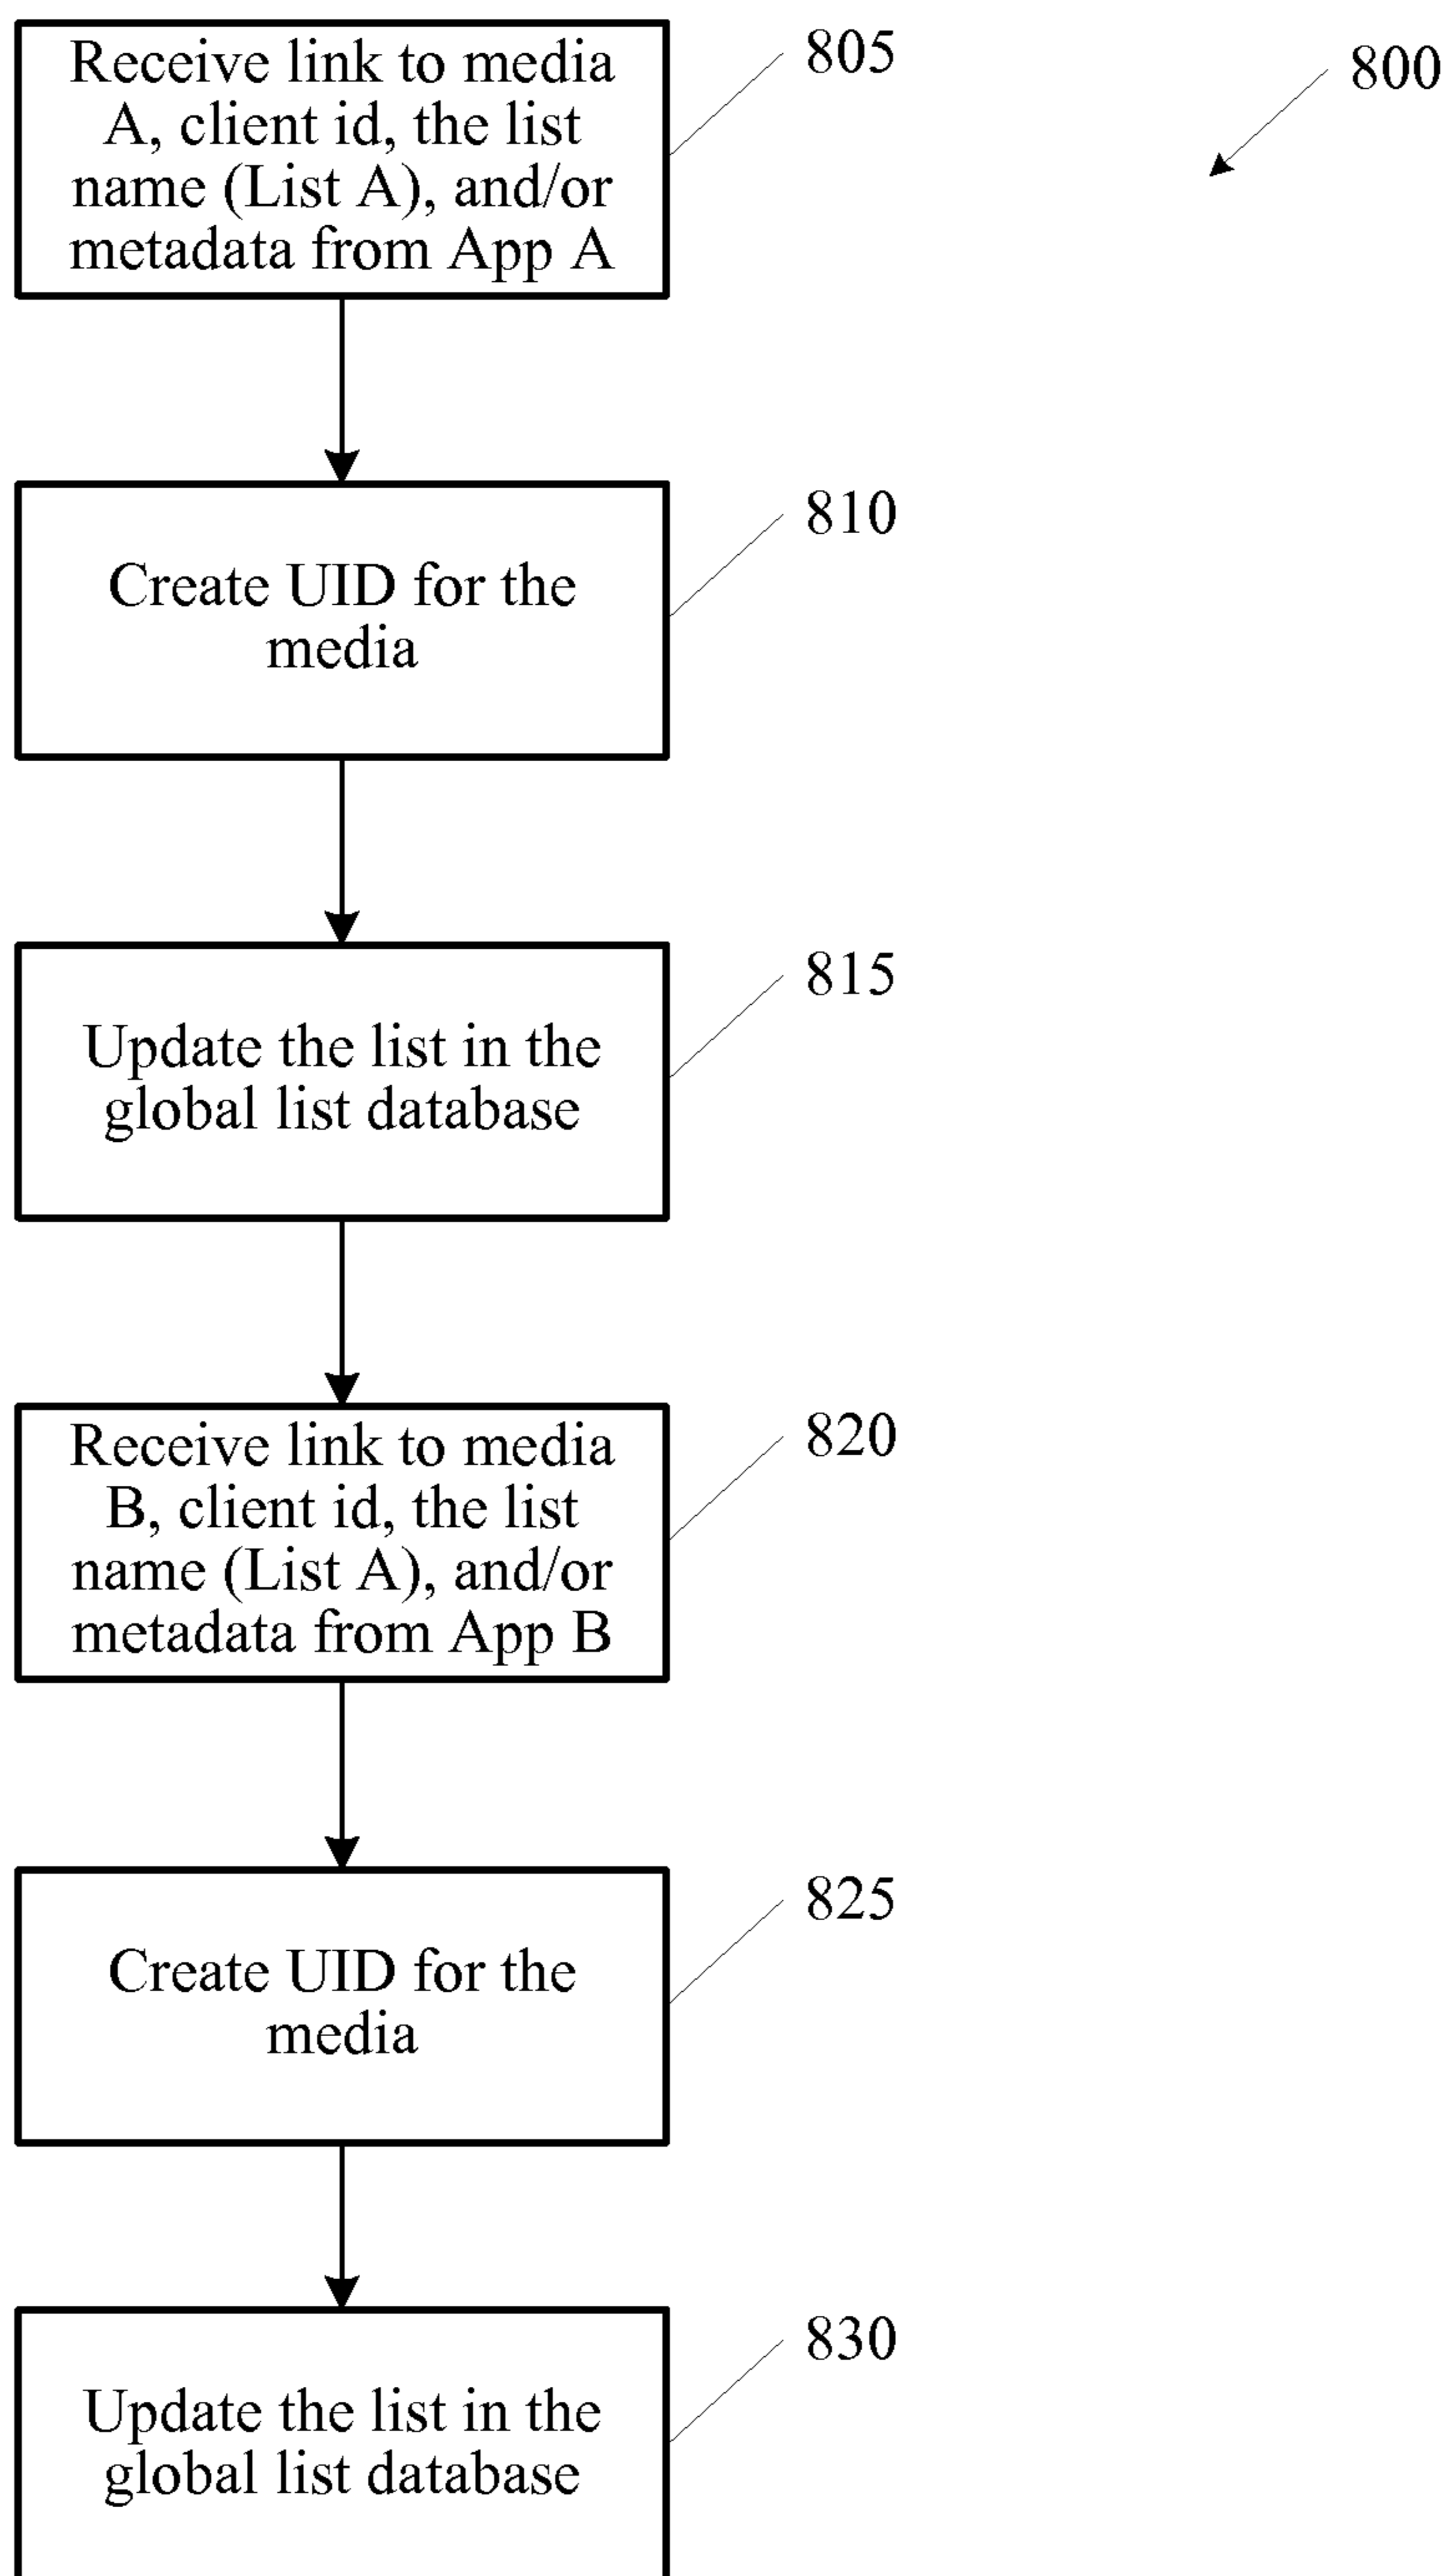 Receive link to media
A, client id, the list
name (List A), and/or
metadata from App A
805
800
Create UID for the
media
810
Update the list in the
global list database
815
Receive link to media
B, client id, the list
name (List A), and/or
metadata from App B
820
Create UID for the
media
825
Update the list in the
global list database
830